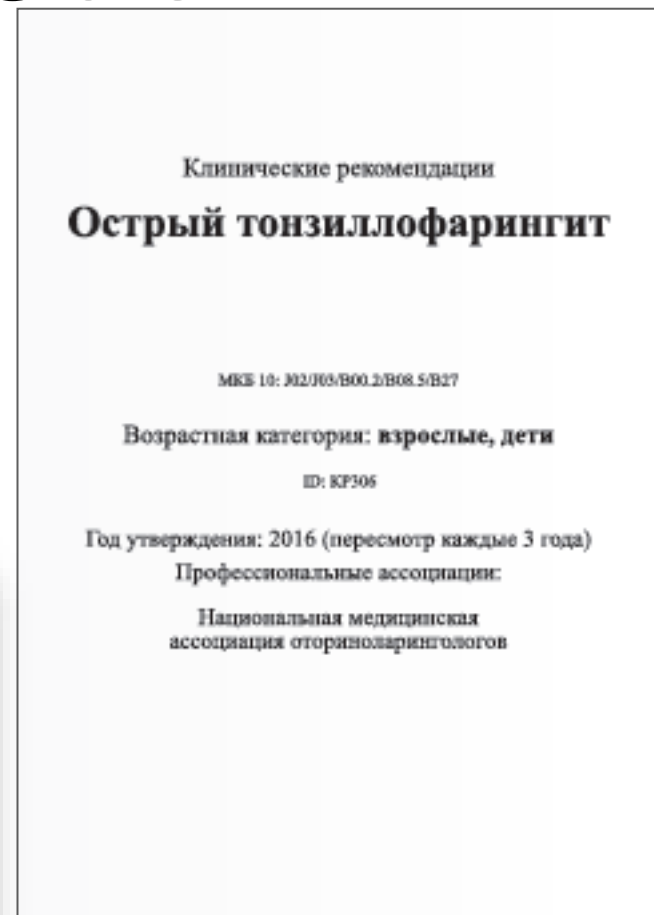 Клинические рекомендации
Острый тонзиллофарингит
МКБ 10: J02/J03/B00.2/B08.5/B27
Возрастная категория: взрослые, дети
ID: КР306
Год утверждения: 2016 (пересмотр каждые 3 года)
Профессиональные ассоциации:
Национальная медицинская
ассоциация оториноларингологов